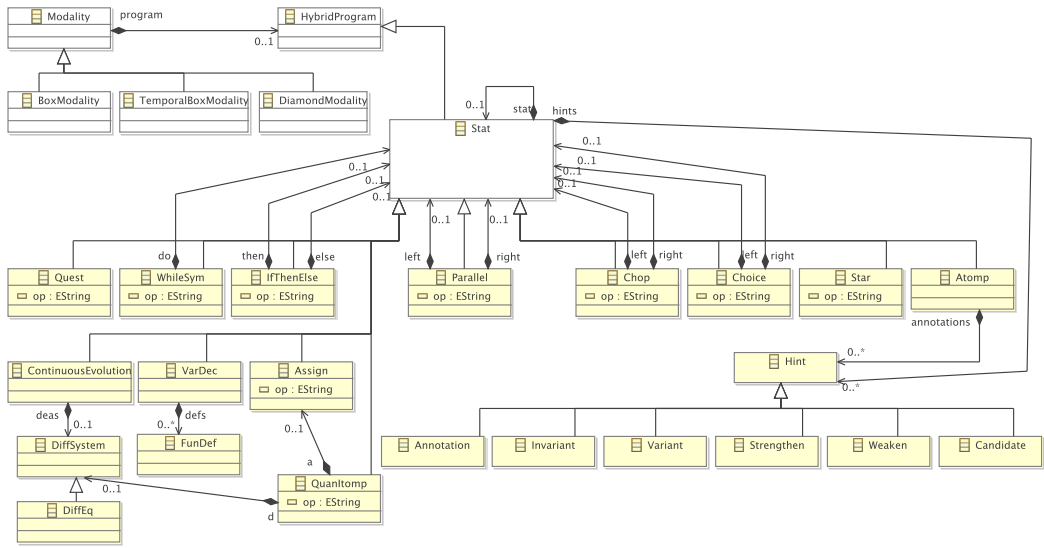 Modality
program
0..1
HybridProgram
BoxModality
TemporalBoxModality
DiamondModality
0..1
stat
hints
Stat
0..1
0..1
0..1
0..1
0..1
0..1
0..1
0..1
0..1
do
then
else
left
right
left
right
left
right
Quest
op : EString
WhileSym
op : EString
IfThenElse
op : EString
Parallel
op : EString
Chop
op : EString
Choice
op : EString
Star
op : EString
Atomp
annotations
0..*
Hint
0..*
ContinuousEvolution
VarDec
Assign
op : EString
deas
0..1
0..*
defs
0..1
DiffSystem
FunDef
Annotation
Invariant
Variant
Strengthen
Weaken
Candidate
a
0..1
QuanItomp
op : EString
d
DiffEq